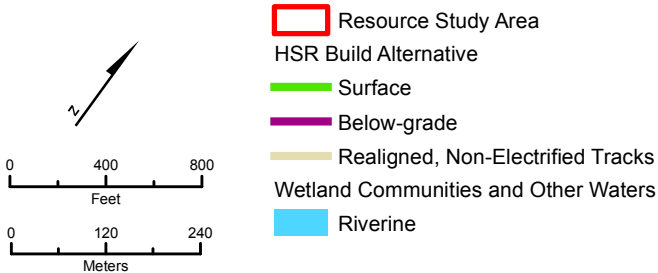 Z
0 400 800
Feet
0 120 240
Meters
Resource Study Area
HSR Build Alternative
Surface
Below-grade
Realigned, Non-Electrified Tracks
Wetland Communities and Other Waters
Riverine